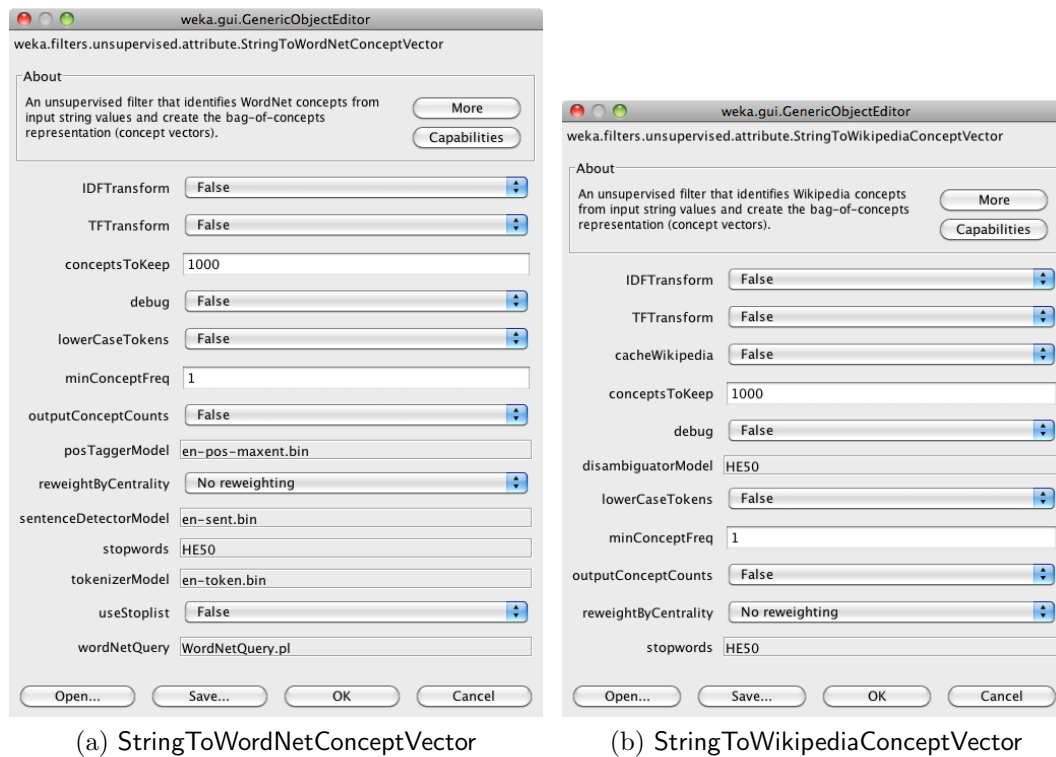 weka.gui.GenericObjectEditor
weka.filters.unsupervised.attribute.StringToWordNetConceptVector
About
An unsupervised filter that identifies WordNet concepts from
input string values and create the bag-of-concepts
representation (concept vectors).
More
Capabilities
IDFTransform False
TFTransform False
conceptsToKeep 1000
debug False
lowerCaseTokens False
minConceptFreq 1
outputConceptCounts False
posTaggerModel en-pos-maxent.bin
reweightByCentrality No reweighting
sentenceDetectorModel en-sent.bin
stopwords HE50
tokenizerModel en-token.bin
useStoplist False
wordNetQuery WordNetQuery.pl
Open... Save... OK Cancel
(a) StringToWordNetConceptVector
weka.gui.GenericObjectEditor
weka.filters.unsupervised.attribute.StringToWikipediaConceptVector
About
An unsupervised filter that identifies Wikipedia concepts
from input string values and create the bag-of-concepts
representation (concept vectors).
More
Capabilities
IDFTransform False
TFTransform False
cacheWikipedia False
conceptsToKeep 1000
debug False
disambiguatorModel HE50
lowerCaseTokens False
minConceptFreq 1
outputConceptCounts False
reweightByCentrality No reweighting
stopwords HE50
Open... Save... OK Cancel
(b) StringToWikipediaConceptVector